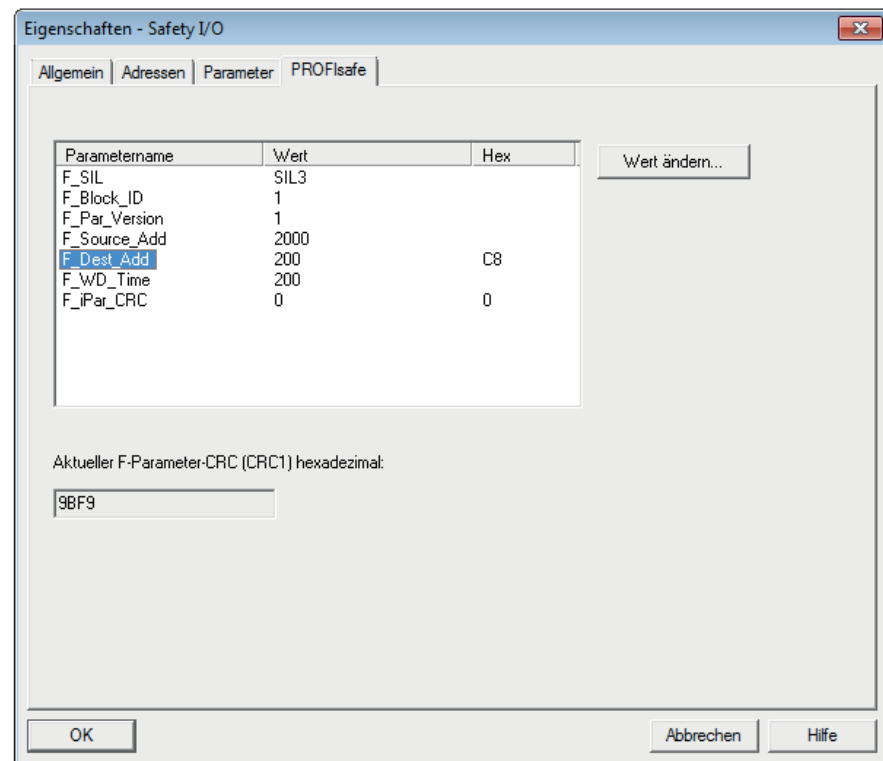 Eigenschaften - Safety I/O
Allgemein Adressen Parameter PROFIsafe
Parametername Wert Hex
F_SIL SIL3
F_Block_ID 1
F_Par_Version 1
F_Source_Add 2000
F_Dest_Add 200 C8
F_WD_Time 200
F_iPar_CRC 0 0
Wert ändern...
Aktueller F-Parameter-CRC (CRC1) hexadezimal:
9BF9
OK Abbrechen Hilfe